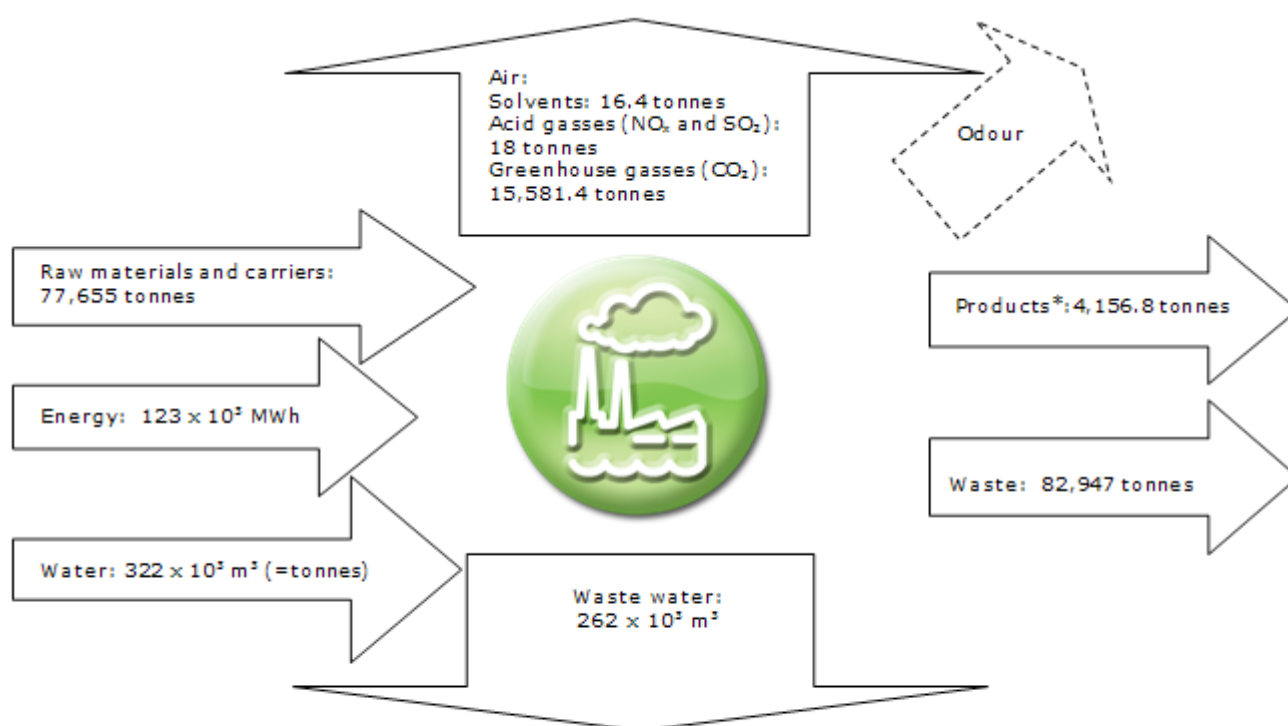 Air:
Solvents: 16.4 tonnes
Acid gasses (NOₓ and SO₂):
18 tonnes
Greenhouse gasses (CO₂):
15,581.4 tonnes
Odour
Raw materials and carriers:
77,655 tonnes
Products*:4,156.8 tonnes
Energy: 123 x 10³ MWh
Waste: 82,947 tonnes
Water: 322 x 10³ m³ (=tonnes)
Waste water:
262 x 10³ m³